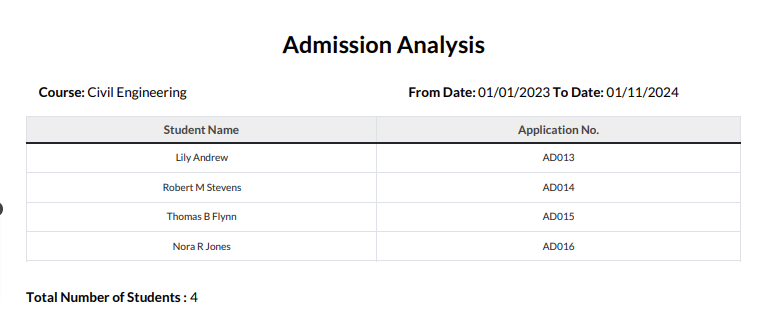 Admission Analysis
Course: Civil Engineering From Date: 01/01/2023 To Date: 01/11/2024
Student Name Application No.
Lily Andrew AD013
Robert M Stevens AD014
Thomas B Flynn AD015
Nora R Jones AD016
Total Number of Students : 4